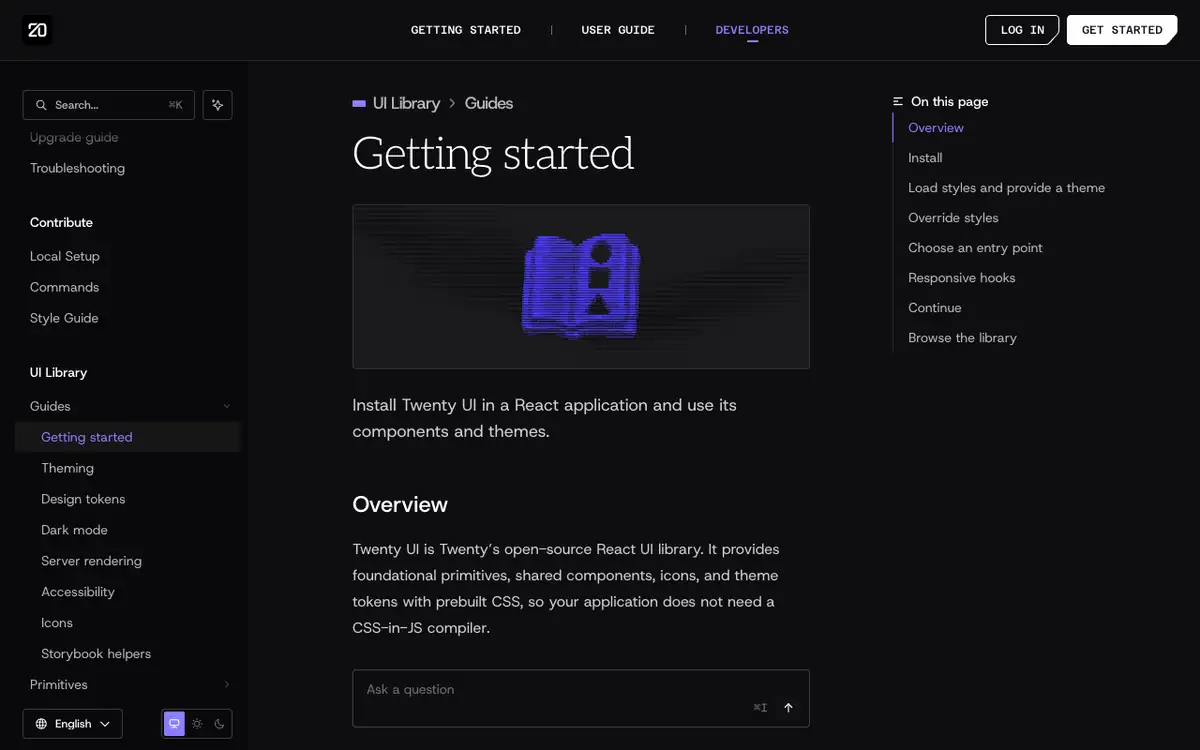 20
GETTING STARTED | USER GUIDE | DEVELOPERS
LOG IN
GET STARTED
Search... ⌘K
Upgrade guide
Troubleshooting
Contribute
Local Setup
Commands
Style Guide
UI Library
Guides
Getting started
Theming
Design tokens
Dark mode
Server rendering
Accessibility
Icons
Storybook helpers
Primitives
English
UI Library > Guides
Getting started
Install Twenty UI in a React application and use its
components and themes.
Overview
Twenty UI is Twenty’s open-source React UI library. It provides
foundational primitives, shared components, icons, and theme
tokens with prebuilt CSS, so your application does not need a
CSS-in-JS compiler.
Ask a question
⌘I
On this page
Overview
Install
Load styles and provide a theme
Override styles
Choose an entry point
Responsive hooks
Continue
Browse the library